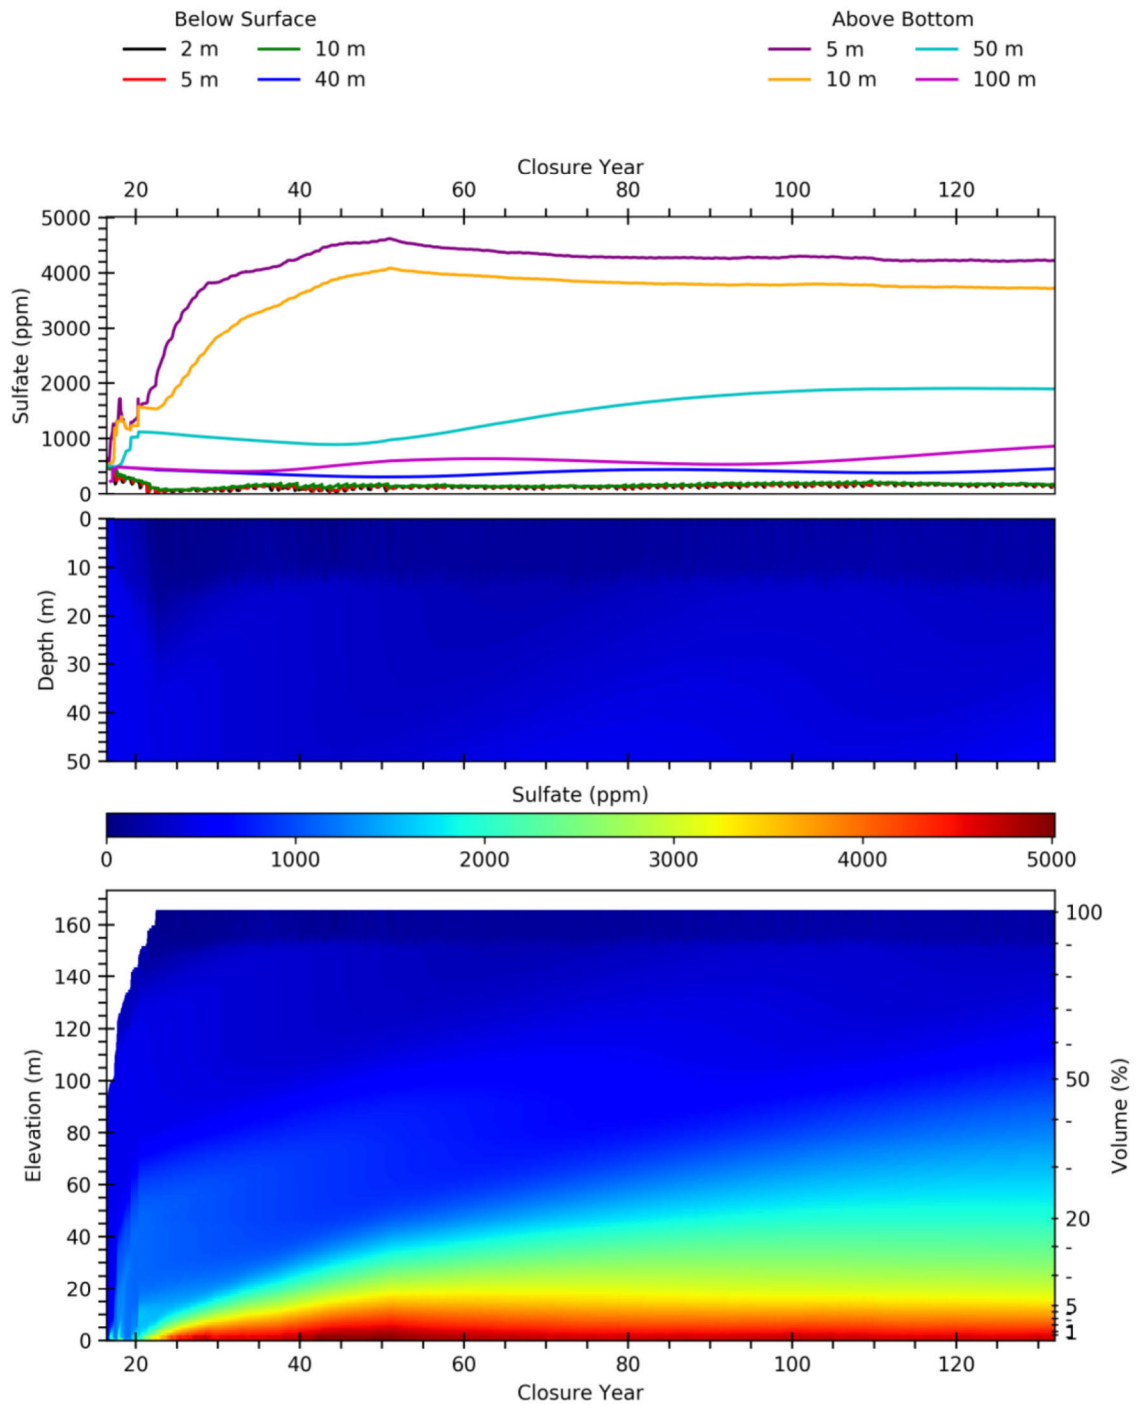 Below Surface
2 m 10 m
5 m 40 m
Above Bottom
5 m 50 m
10 m 100 m
Closure Year
20 40 60 80 100 120
Sulfate (ppm)
5000
4000
3000
2000
1000
0
Depth (m)
0
10
20
30
40
50
Sulfate (ppm)
0 1000 2000 3000 4000 5000
Elevation (m)
160
140
120
100
80
60
40
20
0
Volume (%)
100
-
-
-
-
50
-
-
20
-
-
5
-
-
1
20 40 60 80 100 120
Closure Year